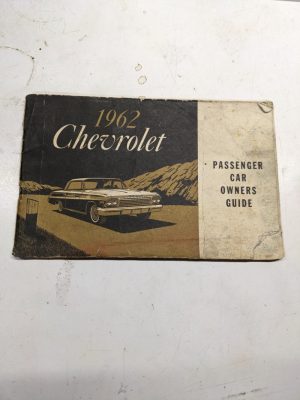 1962
Chevrolet
PASSENGER
CAR
OWNERS
GUIDE